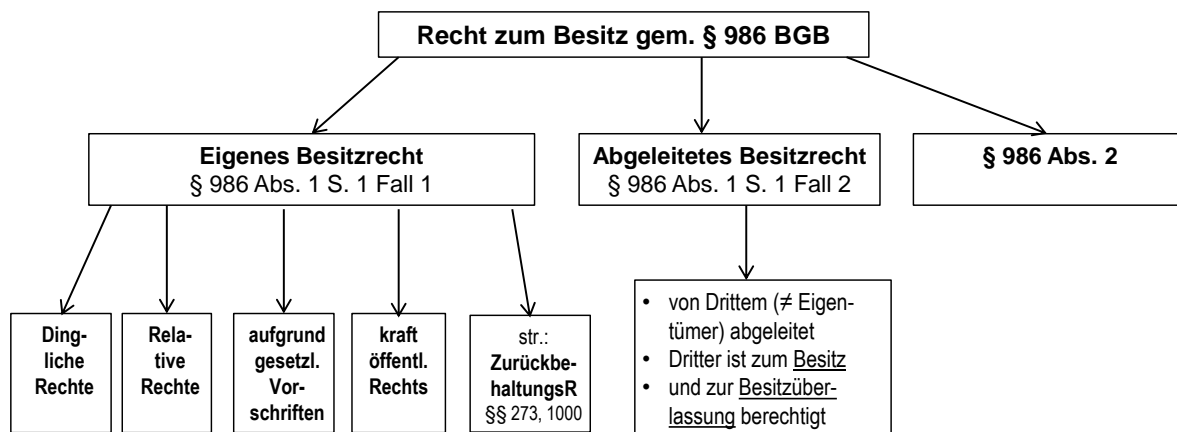 Recht zum Besitz gem. § 986 BGB
Eigenes Besitzrecht
§ 986 Abs. 1 S. 1 Fall 1
Abgeleitetes Besitzrecht
§ 986 Abs. 1 S. 1 Fall 2
§ 986 Abs. 2
Ding-
liche
Rechte
Rela-
tive
Rechte
aufgrund
gesetzl.
Vor-
schriften
kraft
öffentl.
Rechts
str.:
Zurückbe-
haltungsR
§§ 273, 1000
• von Drittem (≠ Eigen-
tümer) abgeleitet
• Dritter ist zum Besitz
• und zur Besitzüber-
lassung berechtigt